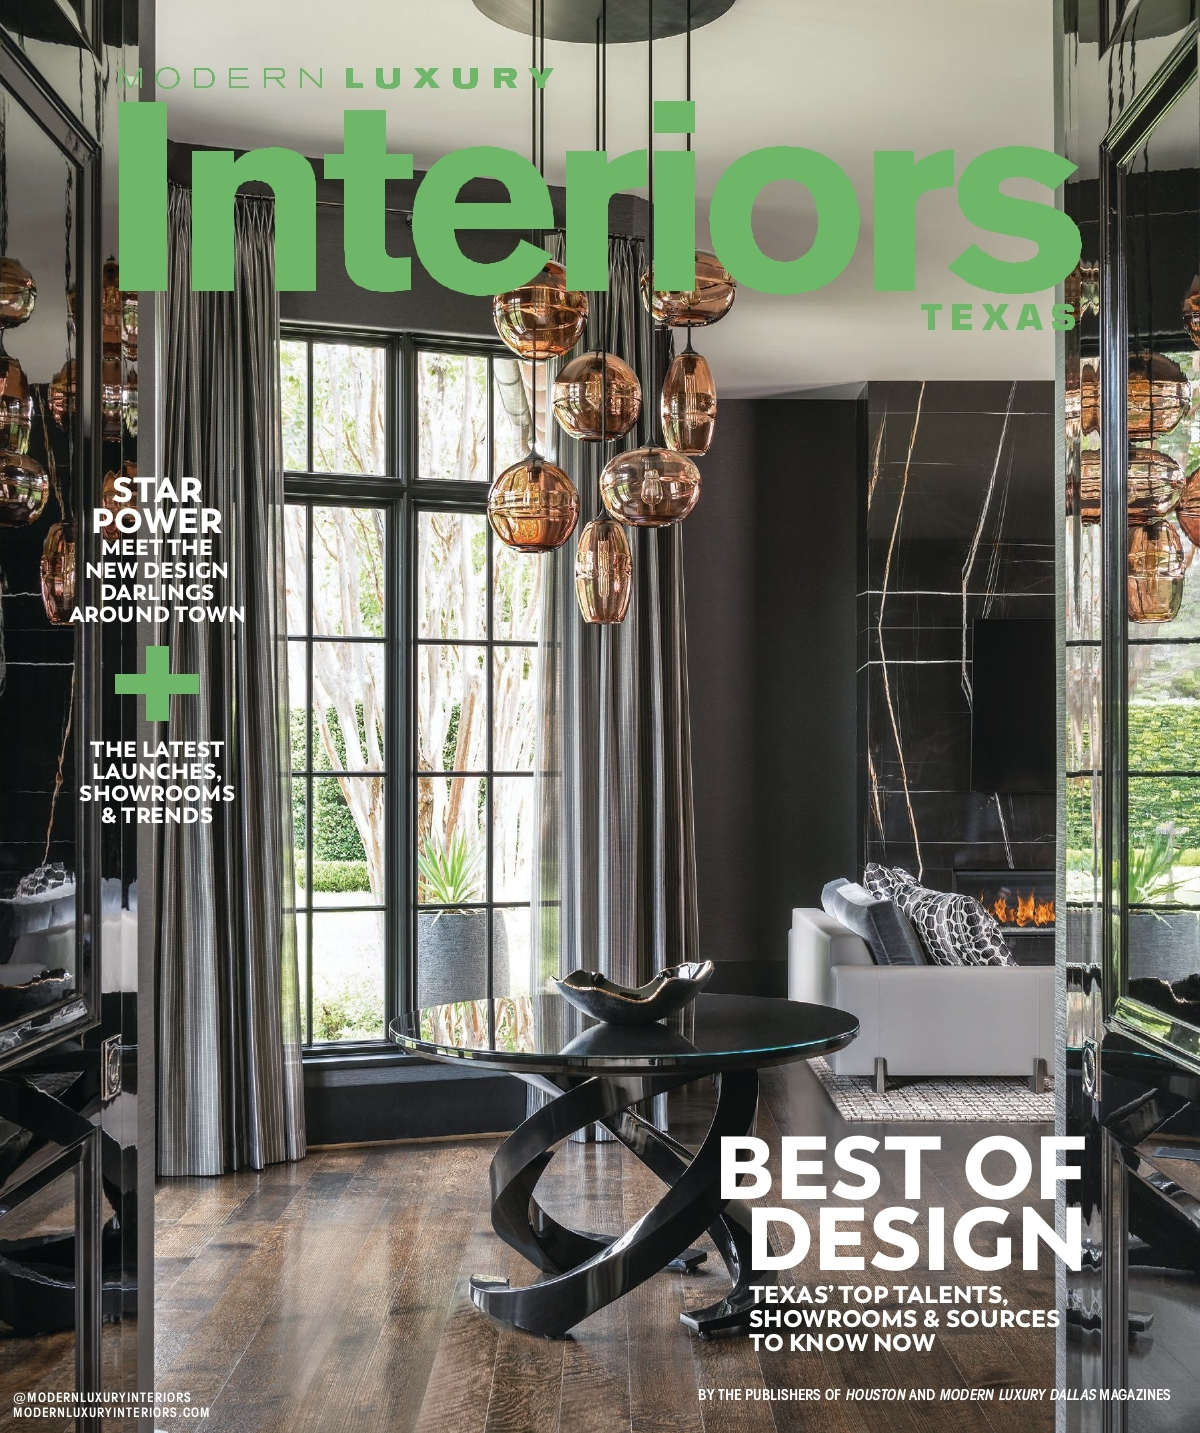 MODERN LUXURY
Interiors
TEXAS
STAR
POWER
MEET THE
NEW DESIGN
DARLINGS
AROUND TOWN
+
THE LATEST
LAUNCHES,
SHOWROOMS
& TRENDS
BEST OF
DESIGN
TEXAS' TOP TALENTS,
SHOWROOMS & SOURCES
TO KNOW NOW
@MODERNLUXURYINTERIORS
MODERNLUXURYINTERIORS.COM
BY THE PUBLISHERS OF HOUSTON AND MODERN LUXURY DALLAS MAGAZINES